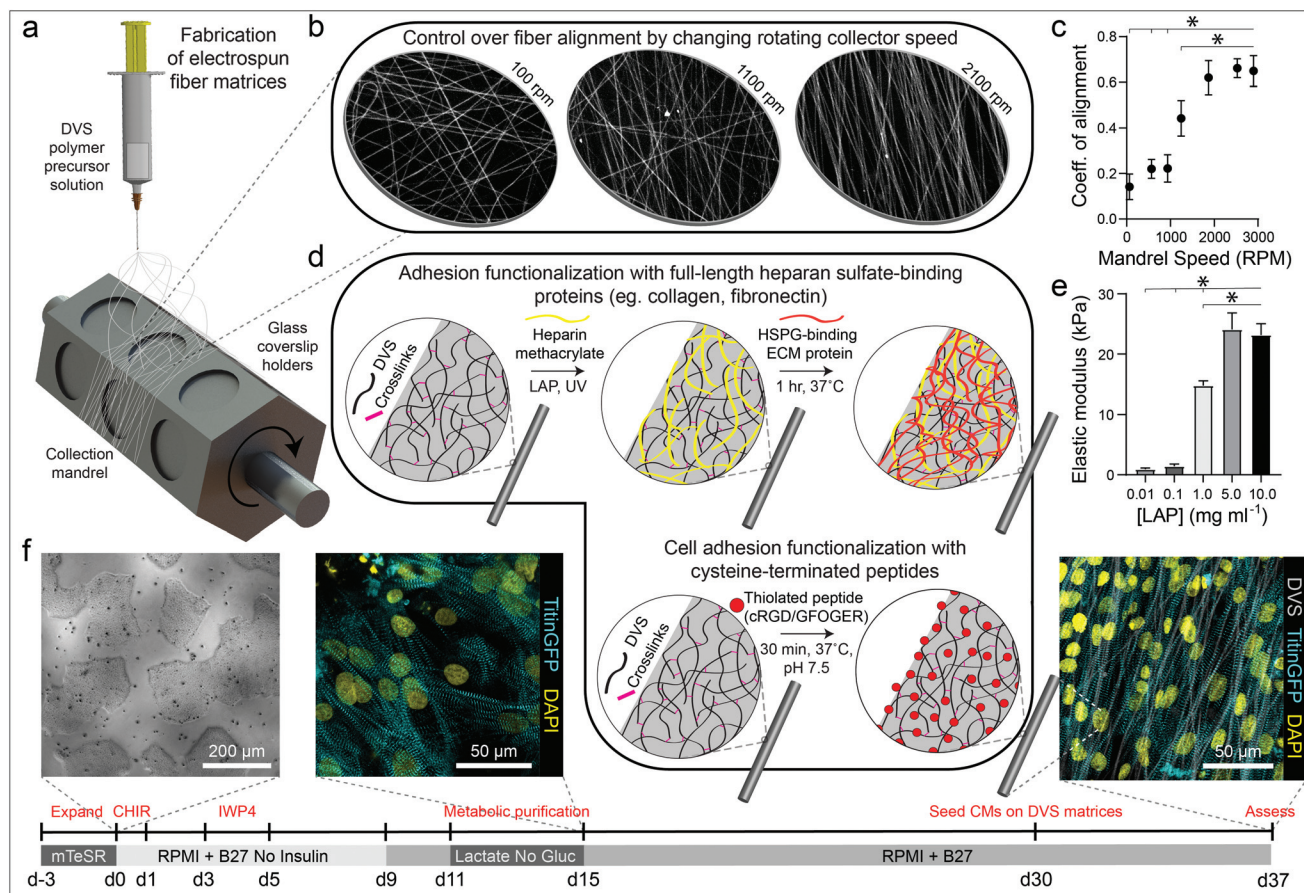 a
Fabrication
of electrospun
fiber matrices
DVS
polymer
precursor
solution
Glass
coverslip
holders
Collection
mandrel
b
Control over fiber alignment by changing rotating collector speed
100 rpm
1100 rpm
2100 rpm
c
*
*
Coeff. of alignment
0.8
0.6
0.4
0.2
0.0
0 1000 2000 3000
Mandrel Speed (RPM)
d
Adhesion functionalization with full-length heparan sulfate-binding
proteins (eg. collagen, fibronectin)
DVS
Crosslinks
Heparin
methacrylate
LAP, UV
HSPG-binding
ECM protein
1 hr, 37˚C
Cell adhesion functionalization with
cysteine-terminated peptides
DVS
Crosslinks
Thiolated peptide
(cRGD/GFOGER)
30 min, 37˚C,
pH 7.5
e
*
*
Elastic modulus (kPa)
30
20
10
0
0.01 0.1 1.0 5.0 10.0
[LAP] (mg ml⁻¹)
f
200 µm
50 µm
TitinGFP DAPI
50 µm
DVS TitinGFP DAPI
Expand CHIR IWP4 Metabolic purification Seed CMs on DVS matrices Assess
mTeSR RPMI + B27 No Insulin Lactate No Gluc RPMI + B27
d-3 d0 d1 d3 d5 d9 d11 d15 d30 d37